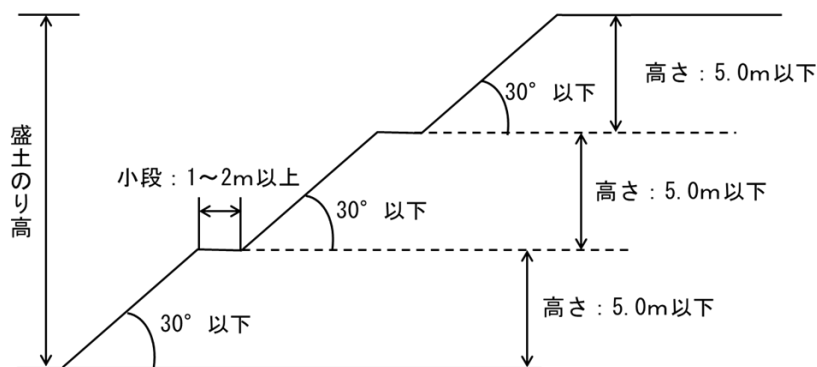 30° 以下
高さ：5.0m以下
盛土のり高
小段：1～2m以上
30° 以下
高さ：5.0m以下
30° 以下
高さ：5.0m以下